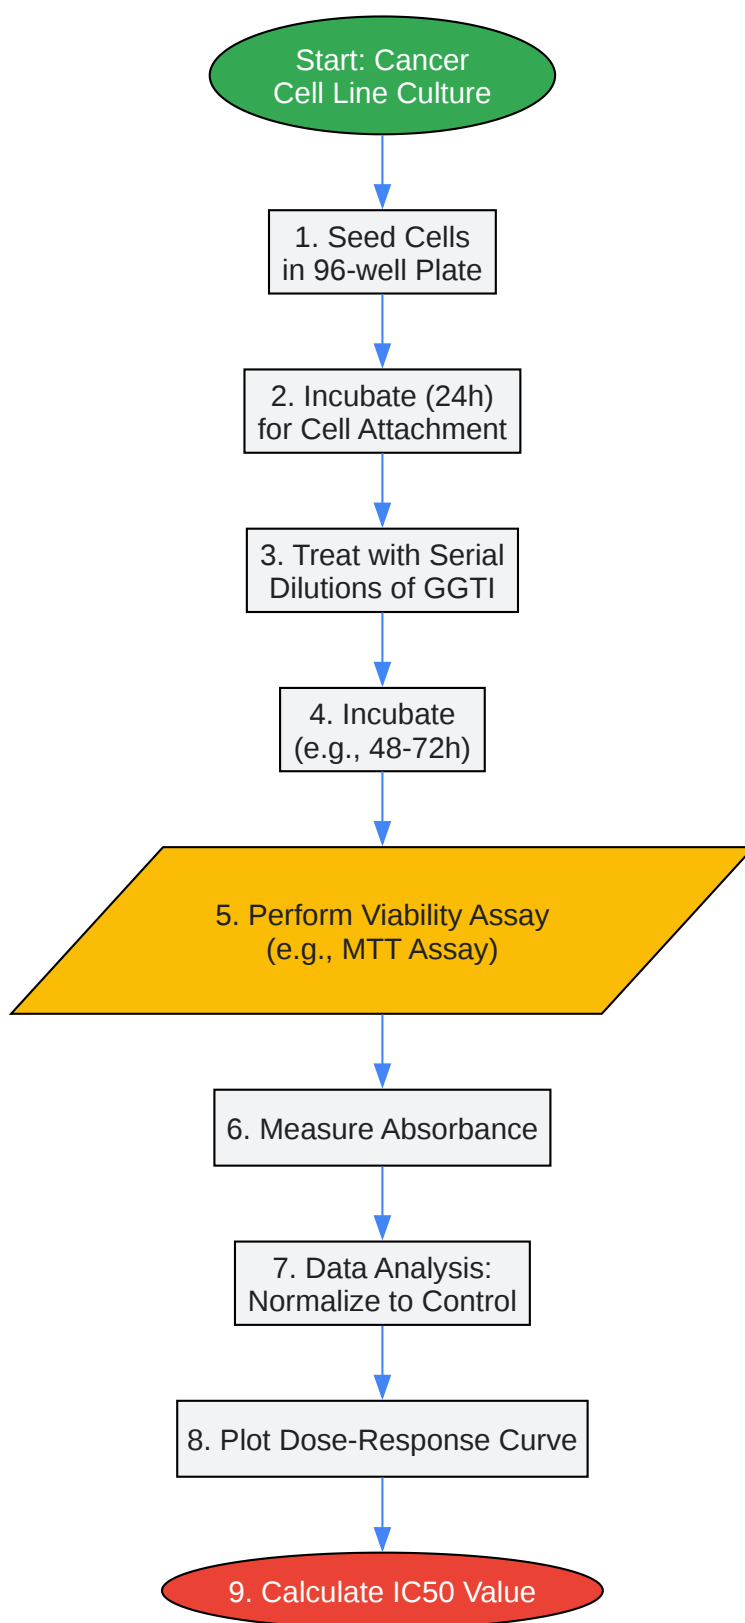 Start: Cancer
Cell Line Culture
1. Seed Cells
in 96-well Plate
2. Incubate (24h)
for Cell Attachment
3. Treat with Serial
Dilutions of GGTI
4. Incubate
(e.g., 48-72h)
5. Perform Viability Assay
(e.g., MTT Assay)
6. Measure Absorbance
7. Data Analysis:
Normalize to Control
8. Plot Dose-Response Curve
9. Calculate IC50 Value